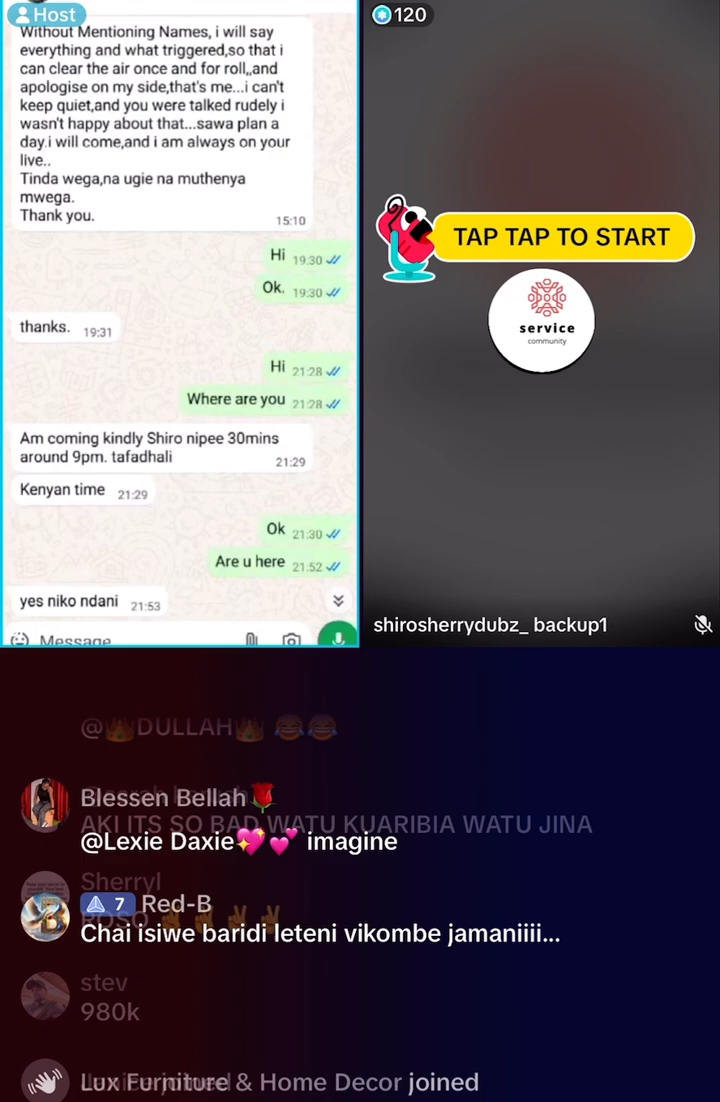 Host
Without Mentioning Names, i will say
everything and what triggered,so that i
can clear the air once and for roll,,and
apologise on my side,that's me...i can't
keep quiet,and you were talked rudely i
wasn't happy about that...sawa plan a
day.i will come,and i am always on your
live..
Tinda wega,na ugie na muthenya
mwega.
Thank you.
15:10
Hi 19:30
Ok. 19:30
thanks. 19:31
Hi 21:28
Where are you 21:28
Am coming kindly Shiro nipee 30mins
around 9pm. tafadhali
21:29
Kenyan time 21:29
Ok 21:30
Are u here 21:52
yes niko ndani 21:53
Message
120
TAP TAP TO START
service
community
shirosherrydubz_ backup1
@👑DULLAH👑 😂😂
Blessen Bellah🌹
AKI ITS SO BAD WATU KUARIBIA WATU JINA
@Lexie Daxie💖💕 imagine
Sherryl
7 Red-B
Chai isiwe baridi leteni vikombe jamaniiii...
stev
980k
Lux Furniture & Home Decor joined